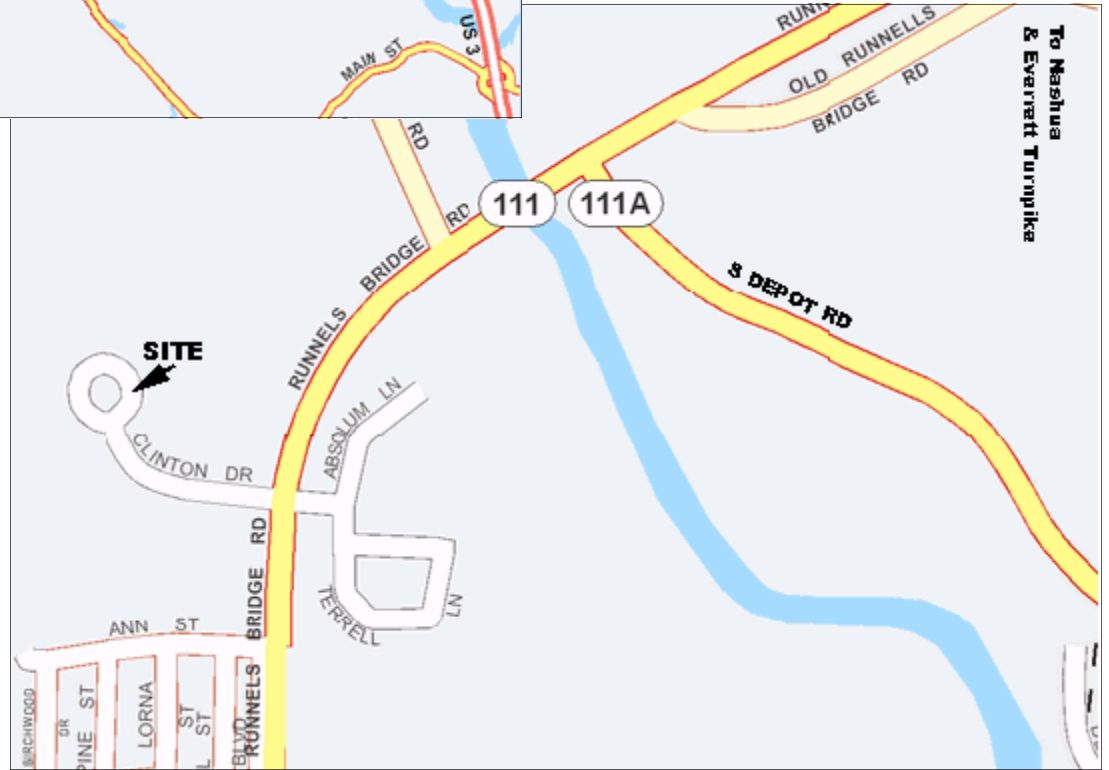 US 3
MAIN ST
OLD RUNNELLS
BRIDGE RD
To Nashua
& Everett Turnpike
RD
RUNNELS BRIDGE RD
111
111A
S DEPOT RD
SITE
ABSOLUM LN
CLINTON DR
RUNNELS BRIDGE RD
TERRELL LN
ANN ST
BIRCHWOOD
DR
PINE ST
LORNA
ST
ST
BLVD